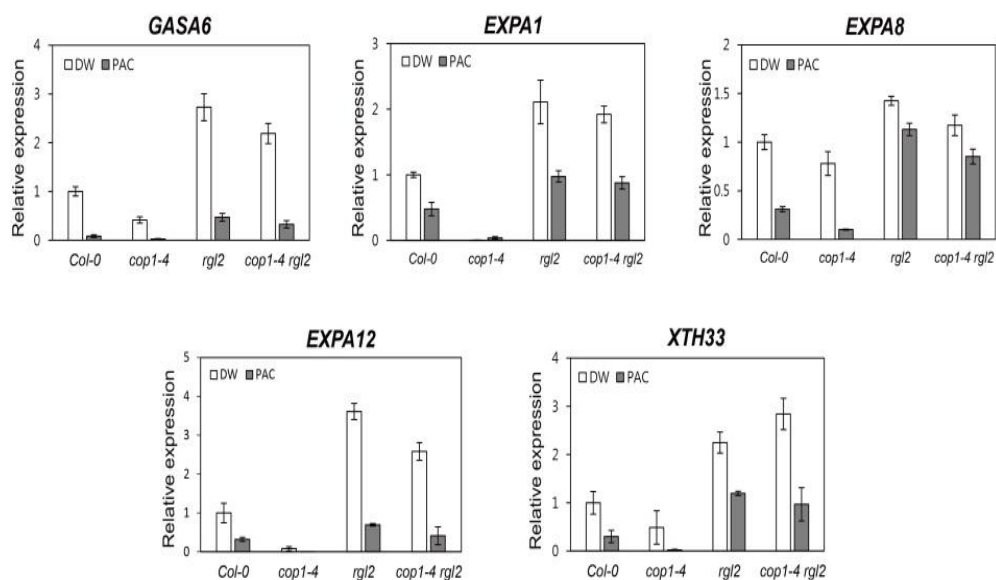 GASA6
Relative expression
4
3
2
1
0
DW PAC
Col-0 cop1-4 rgl2 cop1-4 rgl2
EXPA1
Relative expression
3
2
1
0
DW PAC
Col-0 cop1-4 rgl2 cop1-4 rgl2
EXPA8
Relative expression
2
1.5
1
0.5
0
DW PAC
Col-0 cop1-4 rgl2 cop1-4 rgl2
EXPA12
Relative expression
5
4
3
2
1
0
DW PAC
Col-0 cop1-4 rgl2 cop1-4 rgl2
XTH33
Relative expression
4
3
2
1
0
DW PAC
Col-0 cop1-4 rgl2 cop1-4 rgl2